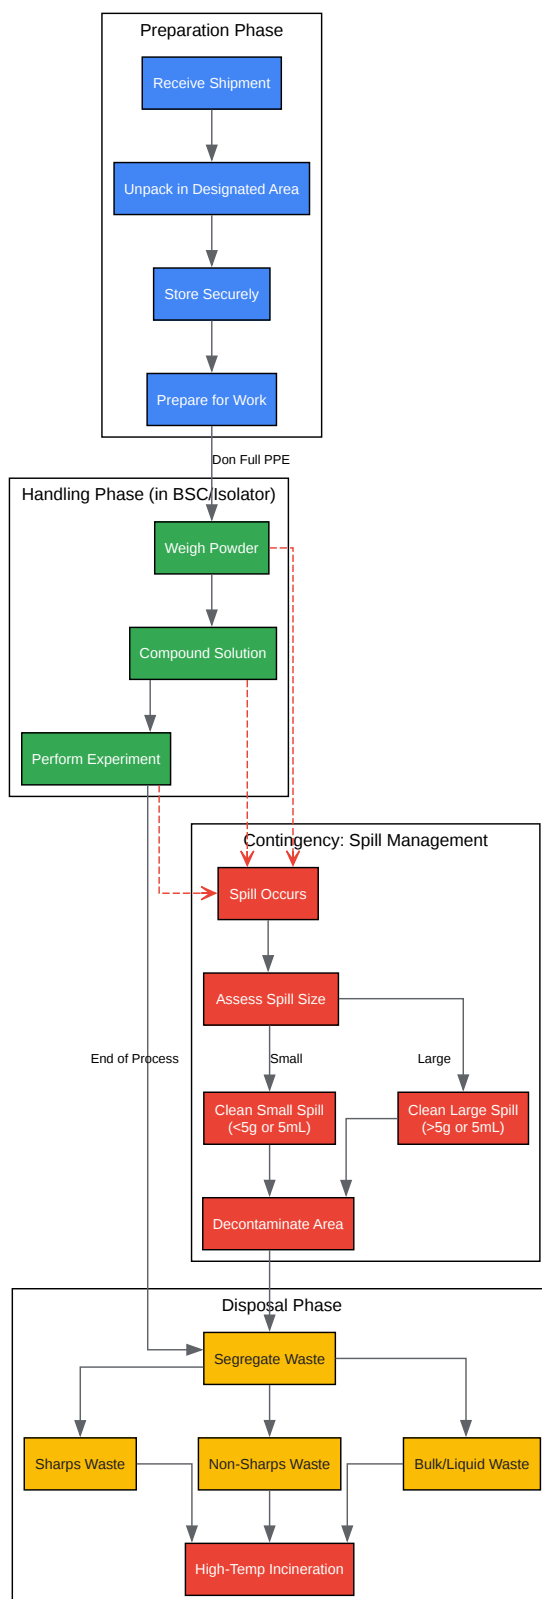 Preparation Phase
Receive Shipment
Unpack in Designated Area
Store Securely
Prepare for Work
Don Full PPE
Handling Phase (in BSC/Isolator)
Weigh Powder
Compound Solution
Perform Experiment
Contingency: Spill Management
Spill Occurs
Assess Spill Size
End of Process
Small
Large
Clean Small Spill
(<5g or 5mL)
Clean Large Spill
(>5g or 5mL)
Decontaminate Area
Disposal Phase
Segregate Waste
Sharps Waste
Non-Sharps Waste
Bulk/Liquid Waste
High-Temp Incineration